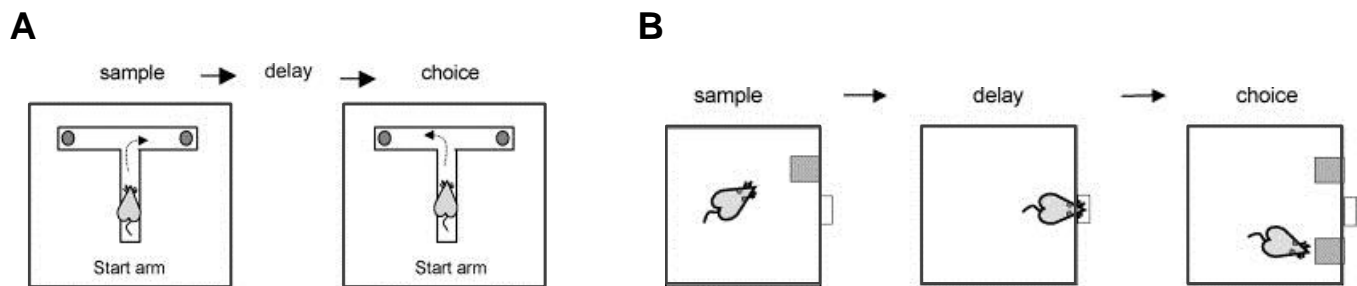 A
sample → delay → choice
Start arm
Start arm
B
sample → delay → choice